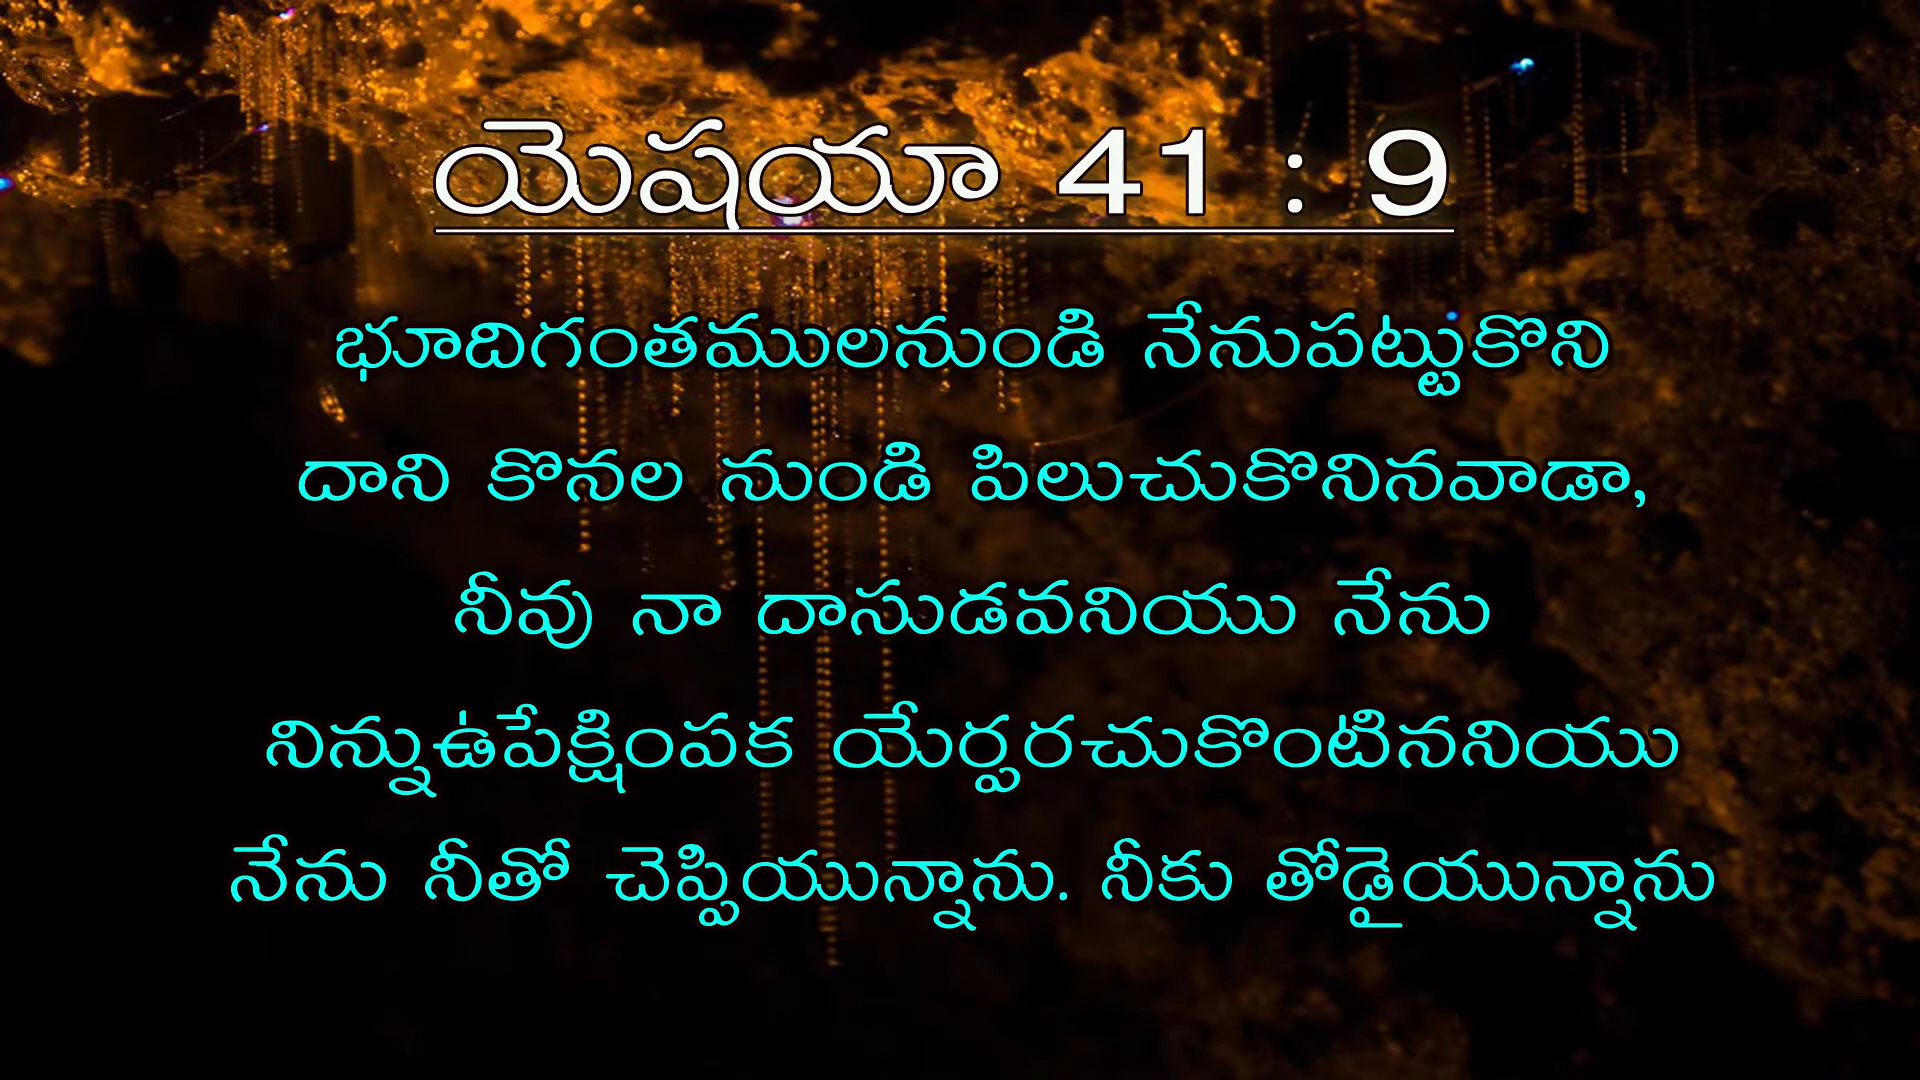 యెషయా 41 : 9
భూదిగంతములనుండి నేనుపట్టుకొని
దాని కొనల నుండి పిలుచుకొనినవాడా,
నీవు నా దాసుడవనియు నేను
నిన్నుఉపేక్షింపక యేర్పరచుకొంటిననియు
నేను నీతో చెప్పియున్నాను. నీకు తోడైయున్నాను